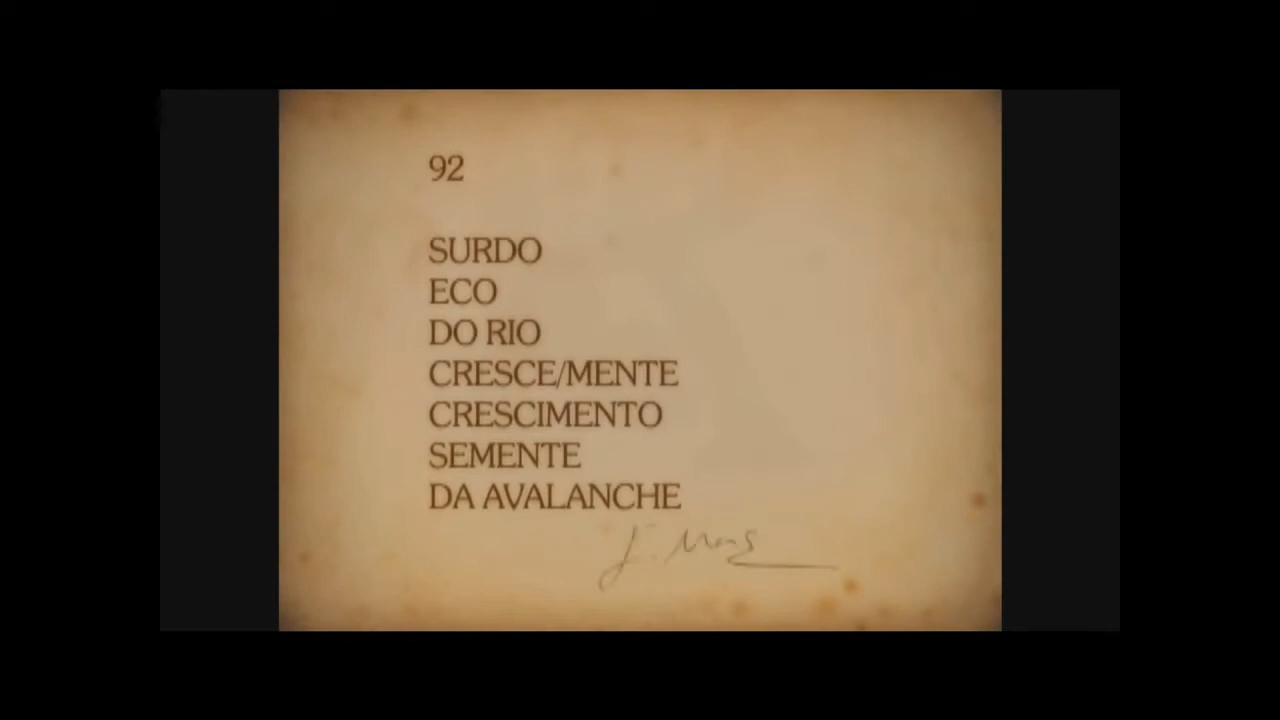 92
SURDO
ECO
DO RIO
CRESCE/MENTE
CRESCIMENTO
SEMENTE
DA AVALANCHE